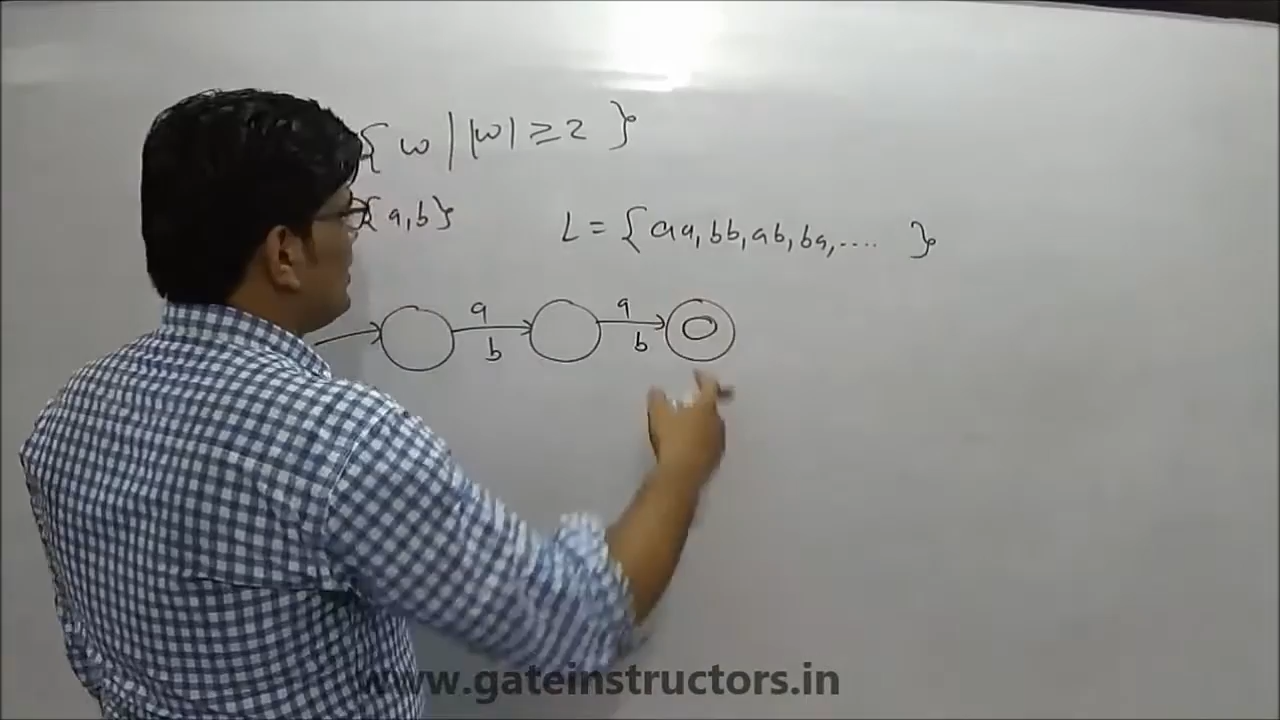 { w | |w| ≥ 2 }
{a,b}
L = { aa, bb, ab, ba, .... }
a a
b b
www.gateinstructors.in